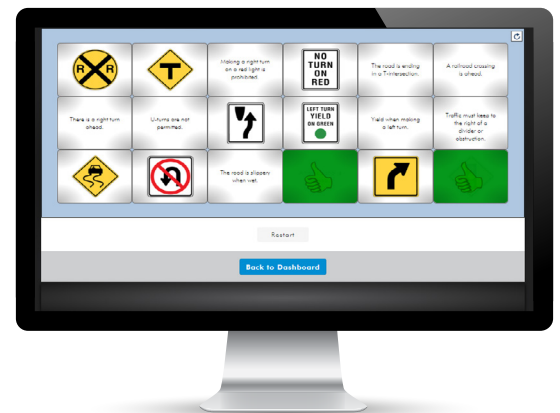 R R
T
Making a right turn
on a red light is
prohibited.
NO
TURN
ON
RED
The road is ending
in a T-intersection.
A railroad crossing
is ahead.
There is a right turn
ahead.
U-turns are not
permitted.
LEFT TURN
YIELD
ON GREEN
Yield when making
a left turn.
Traffic must keep to
the right of a
divider or
obstruction.
The road is slippery
when wet.
Restart
Back to Dashboard